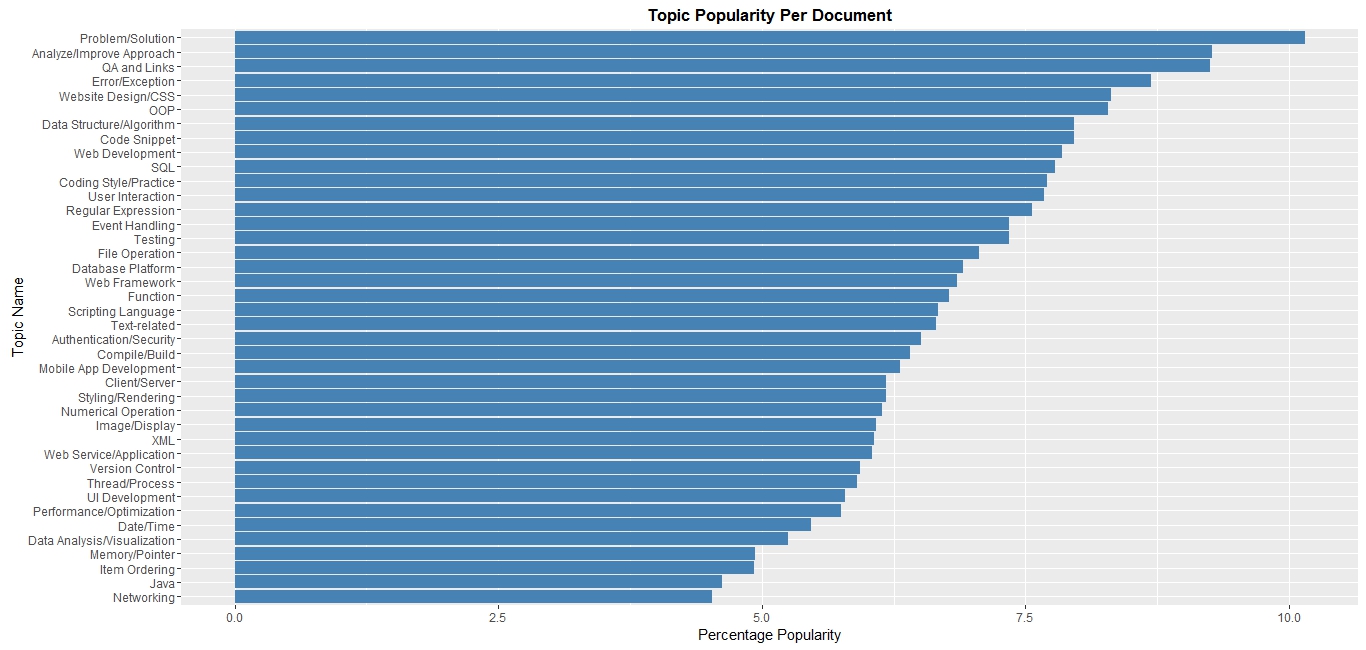 Topic Popularity Per Document
Topic Name
Problem/Solution
Analyze/Improve Approach
QA and Links
Error/Exception
Website Design/CSS
OOP
Data Structure/Algorithm
Code Snippet
Web Development
SQL
Coding Style/Practice
User Interaction
Regular Expression
Event Handling
Testing
File Operation
Database Platform
Web Framework
Function
Scripting Language
Text-related
Authentication/Security
Compile/Build
Mobile App Development
Client/Server
Styling/Rendering
Numerical Operation
Image/Display
XML
Web Service/Application
Version Control
Thread/Process
UI Development
Performance/Optimization
Date/Time
Data Analysis/Visualization
Memory/Pointer
Item Ordering
Java
Networking
0.0 2.5 5.0 7.5 10.0
Percentage Popularity